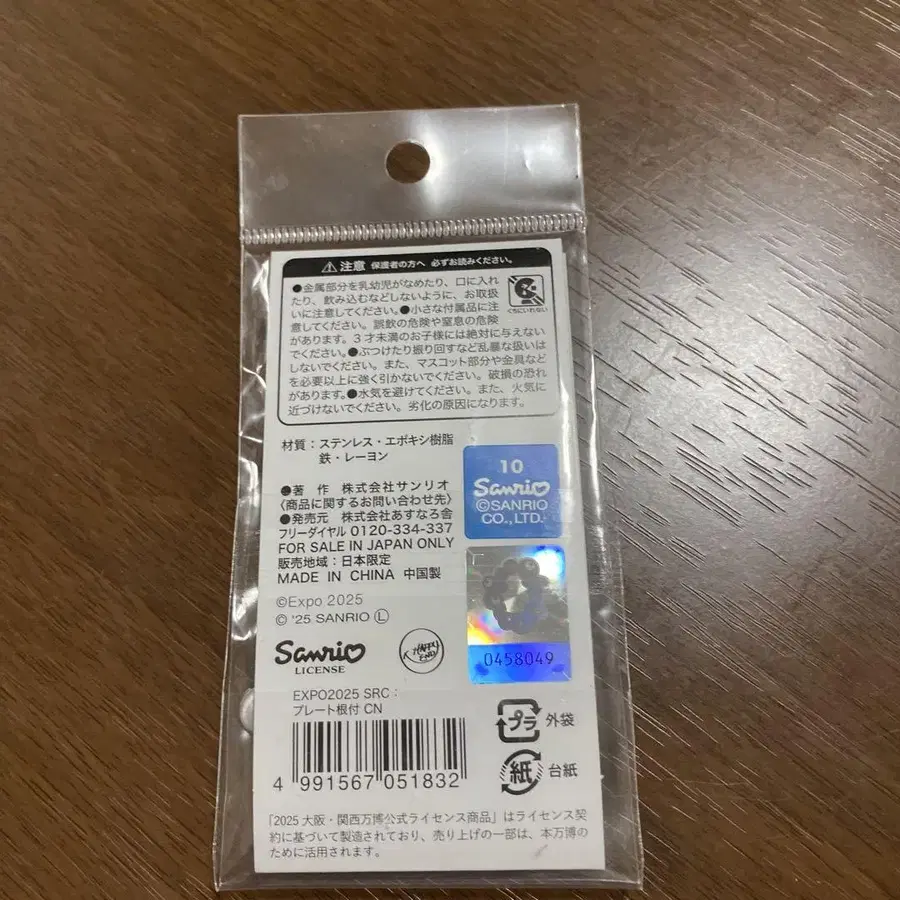 注意 保護者の方へ 必ずお読みください。
●金属部分を乳幼児がなめたり、口に入れ
たり、飲み込むなどしないように、お取扱
いに注意してください。●小さな付属品に注
意してください。誤飲の危険や窒息の危険
があります。3才未満のお子様には絶対に与えない
でください。●ぶつけたり振り回すなど乱暴な扱いは
しないでください。また、マスコット部分や金具など
を必要以上に強く引かないでください。破損の恐れ
があります。●水気を避けてください。また、火気に
近づけないでください。劣化の原因になります。
くちにいれない
材質：ステンレス・エポキシ樹脂
鉄・レーヨン
●著 作 株式会社サンリオ
〈商品に関するお問い合わせ先〉
●発売元 株式会社あすなろ舎
フリーダイヤル 0120-334-337
FOR SALE IN JAPAN ONLY
販売地域：日本限定
MADE IN CHINA 中国製
©Expo 2025
© '25 SANRIO Ⓛ
10
Sanrio
©SANRIO
CO., LTD.
0458049
Sanrio
LICENSE
EXPO2025 SRC：
プレート根付 CN
4 991567 051832
プラ 外袋
紙 台紙
「2025 大阪・関西万博公式ライセンス商品」はライセンス契
約に基づいて製造されており、売り上げの一部は、本万博の
ために活用されます。